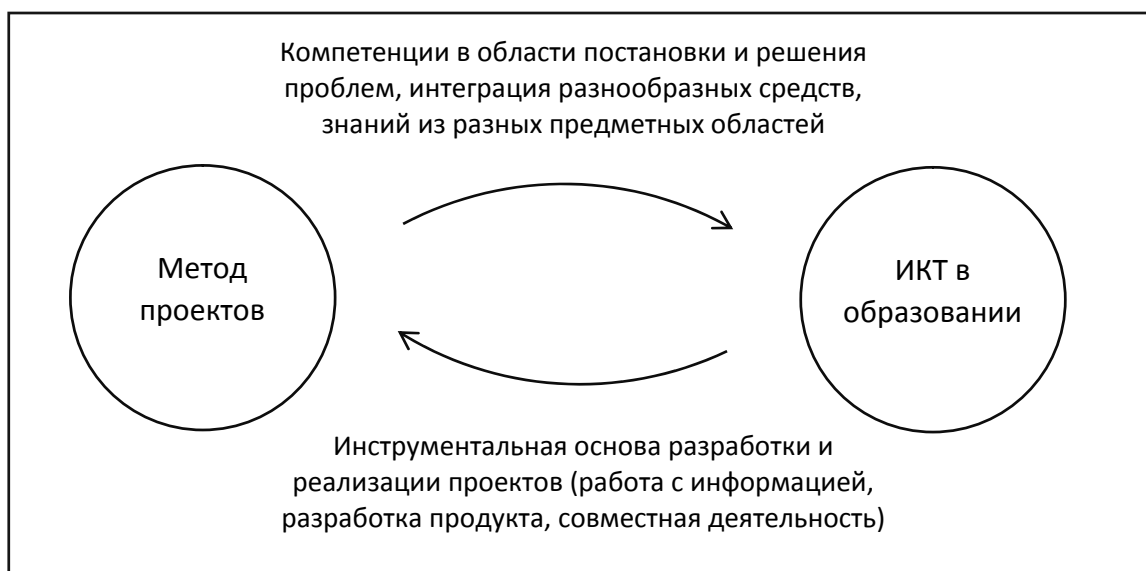 Компетенции в области постановки и решения
проблем, интеграция разнообразных средств,
знаний из разных предметных областей
Метод
проектов
ИКТ в
образовании
Инструментальная основа разработки и
реализации проектов (работа с информацией,
разработка продукта, совместная деятельность)